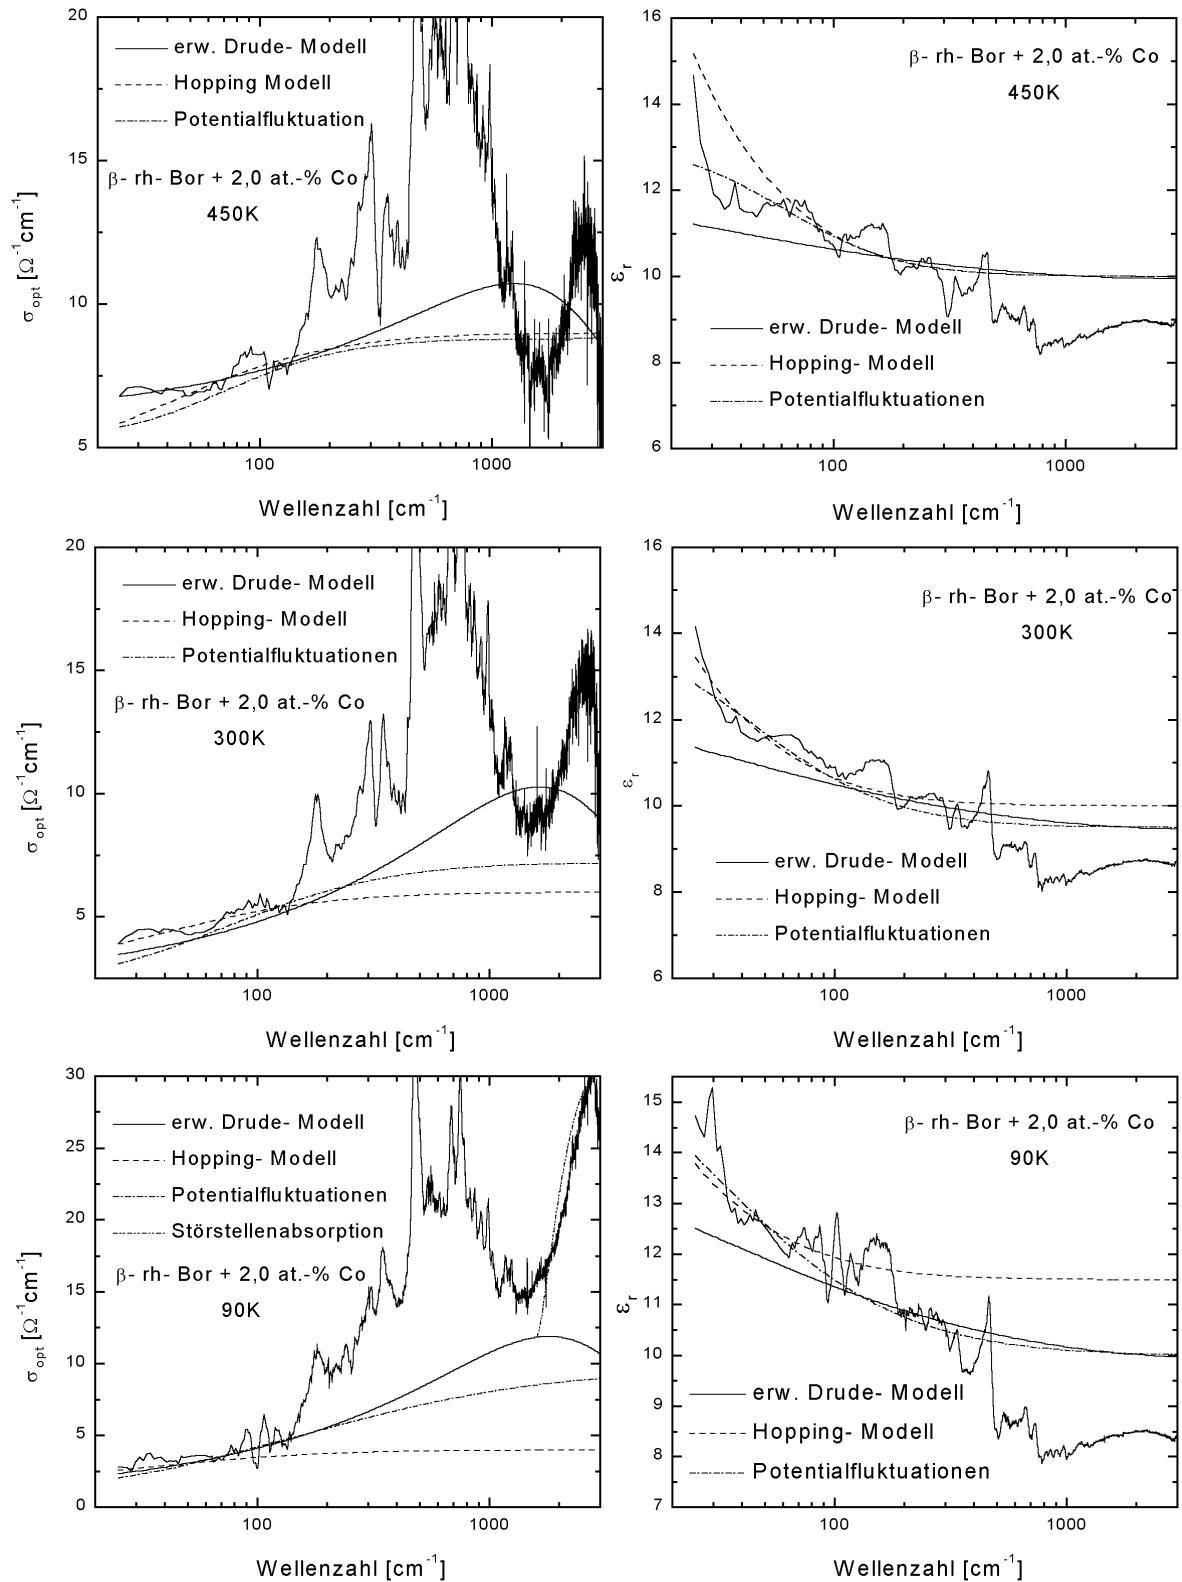 20
15
10
5
erw. Drude- Modell
Hopping Modell
Potentialfluktuation
β- rh- Bor + 2,0 at.-% Co
450K
σopt [Ω-1cm-1]
100
1000
Wellenzahl [cm-1]
16
14
12
10
8
6
β- rh- Bor + 2,0 at.-% Co
450K
εr
erw. Drude- Modell
Hopping- Modell
Potentialfluktuationen
100
1000
Wellenzahl [cm-1]
20
15
10
5
erw. Drude- Modell
Hopping- Modell
Potentialfluktuationen
β- rh- Bor + 2,0 at.-% Co
300K
σopt [Ω-1cm-1]
100
1000
Wellenzahl [cm-1]
16
14
12
10
8
6
β- rh- Bor + 2,0 at.-% Co
300K
εr
erw. Drude- Modell
Hopping- Modell
Potentialfluktuationen
100
1000
Wellenzahl [cm-1]
30
25
20
15
10
5
0
erw. Drude- Modell
Hopping- Modell
Potentialfluktuationen
Störstellenabsorption
β- rh- Bor + 2,0 at.-% Co
90K
σopt [Ω-1cm-1]
100
1000
Wellenzahl [cm-1]
15
14
13
12
11
10
9
8
7
β- rh- Bor + 2,0 at.-% Co
90K
εr
erw. Drude- Modell
Hopping- Modell
Potentialfluktuationen
100
1000
Wellenzahl [cm-1]